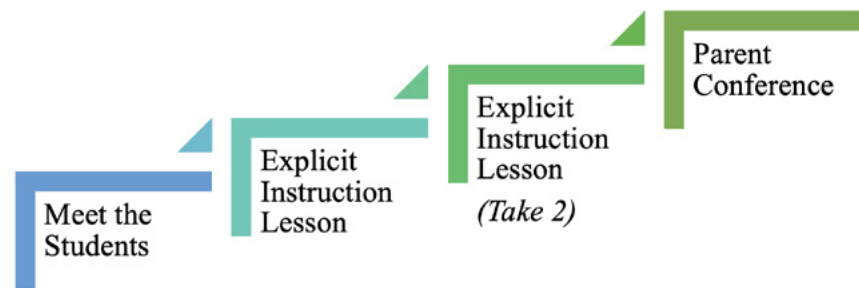 Meet the
Students
Explicit
Instruction
Lesson
Explicit
Instruction
Lesson
(Take 2)
Parent
Conference